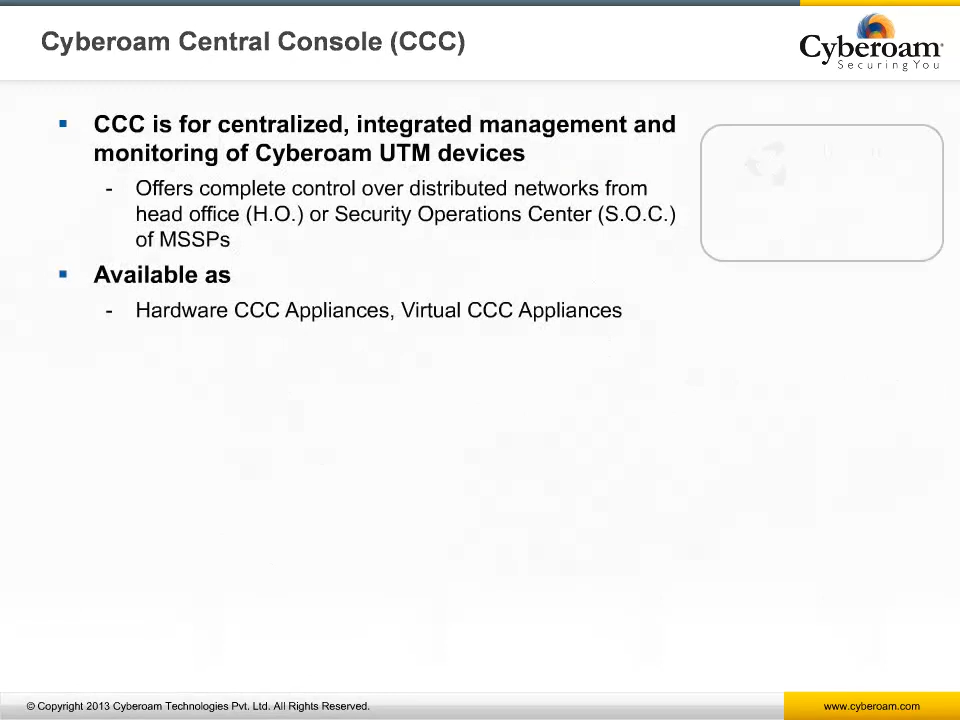 Cyberoam Central Console (CCC)
Cyberoam
Securing You
▪ CCC is for centralized, integrated management and
monitoring of Cyberoam UTM devices
- Offers complete control over distributed networks from
head office (H.O.) or Security Operations Center (S.O.C.)
of MSSPs
▪ Available as
- Hardware CCC Appliances, Virtual CCC Appliances
© Copyright 2013 Cyberoam Technologies Pvt. Ltd. All Rights Reserved.
www.cyberoam.com